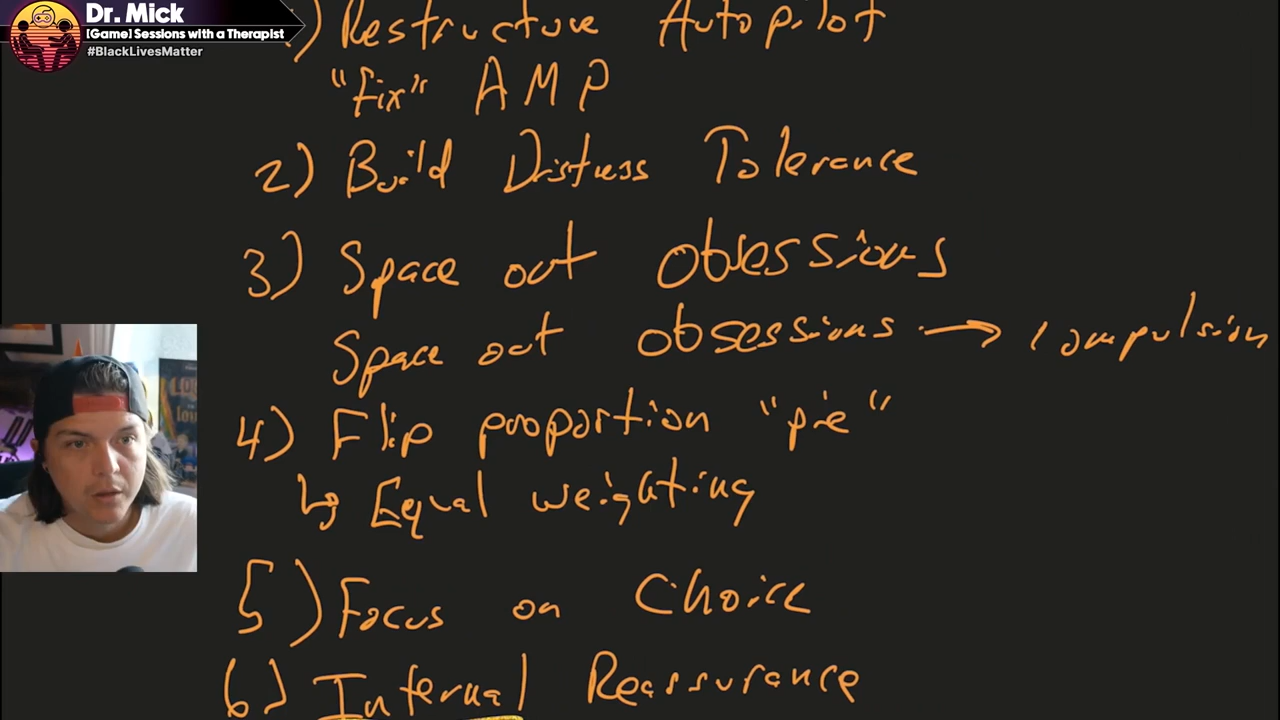 Dr. Mick
[Game] Sessions with a Therapist
#BlackLivesMatter
1) Restructure Autopilot
"fix" AMP
2) Build Distress Tolerance
3) Space out obsessions
Space out obsessions → compulsion
4) Flip proportion "pie"
↳ Equal weighting
5) Focus on Choice
6) Internal Reassurance